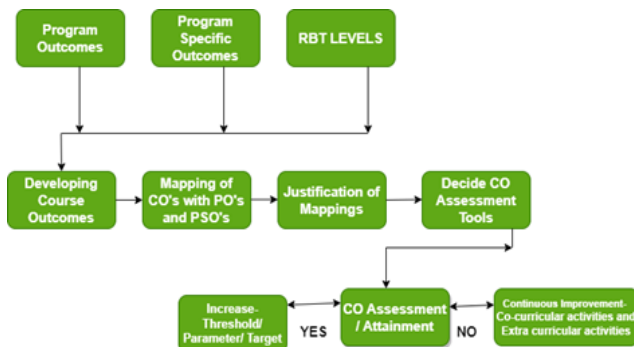 Program
Outcomes
Program
Specific
Outcomes
RBT LEVELS
Developing
Course
Outcomes
Mapping of
CO's with PO's
and PSO's
Justification of
Mappings
Decide CO
Assessment
Tools
Increase-
Threshold/
Parameter/ Target
YES
CO Assessment
/ Attainment
NO
Continuous Improvement-
Co-curricular activities and
Extra curricular activities